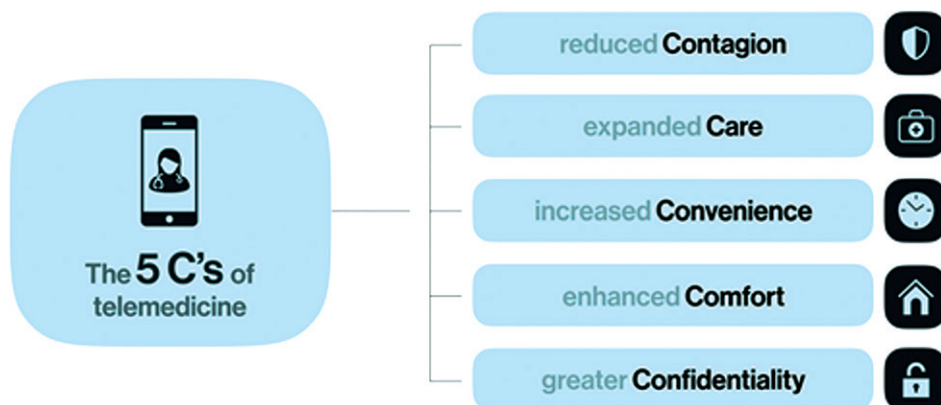 The 5 C's of
telemedicine
reduced Contagion
expanded Care
increased Convenience
enhanced Comfort
greater Confidentiality